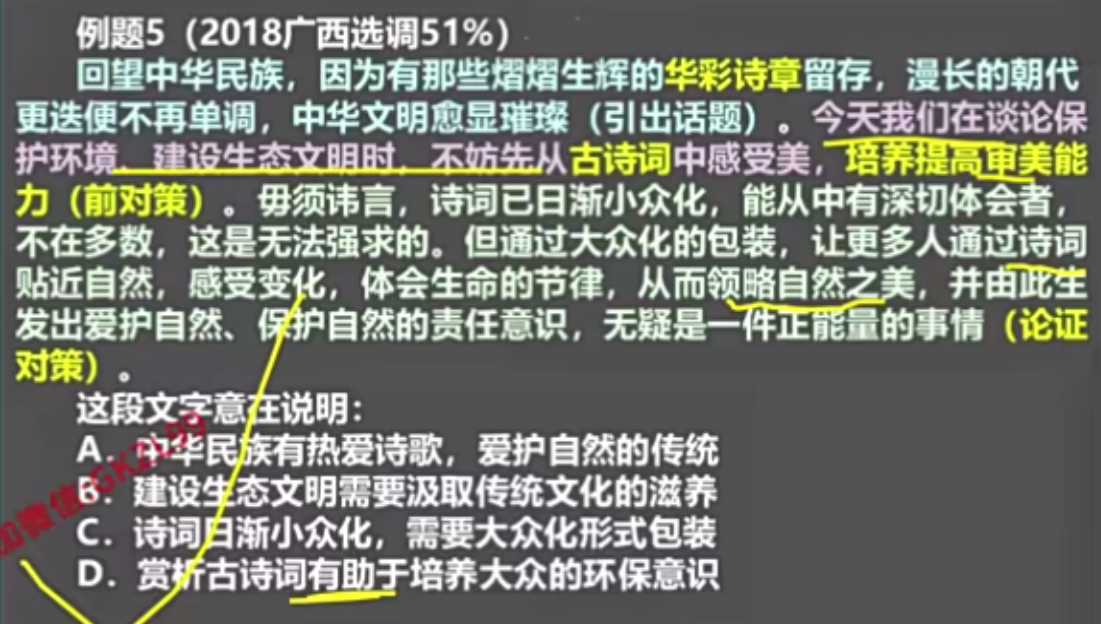 例题5（2018广西选调51%）
回望中华民族，因为有那些熠熠生辉的华彩诗章留存，漫长的朝代
更迭便不再单调，中华文明愈显璀璨（引出话题）。今天我们在谈论保
护环境、建设生态文明时，不妨先从古诗词中感受美，培养提高审美能
力（前对策）。毋须讳言，诗词已日渐小众化，能从中有深切体会者，
不在多数，这是无法强求的。但通过大众化的包装，让更多人通过诗词
贴近自然，感受变化，体会生命的节律，从而领略自然之美，并由此生
发出爱护自然、保护自然的责任意识，无疑是一件正能量的事情（论证
对策）。
这段文字意在说明：
A．中华民族有热爱诗歌，爱护自然的传统
B．建设生态文明需要汲取传统文化的滋养
C．诗词日渐小众化，需要大众化形式包装
D．赏析古诗词有助于培养大众的环保意识
加微信